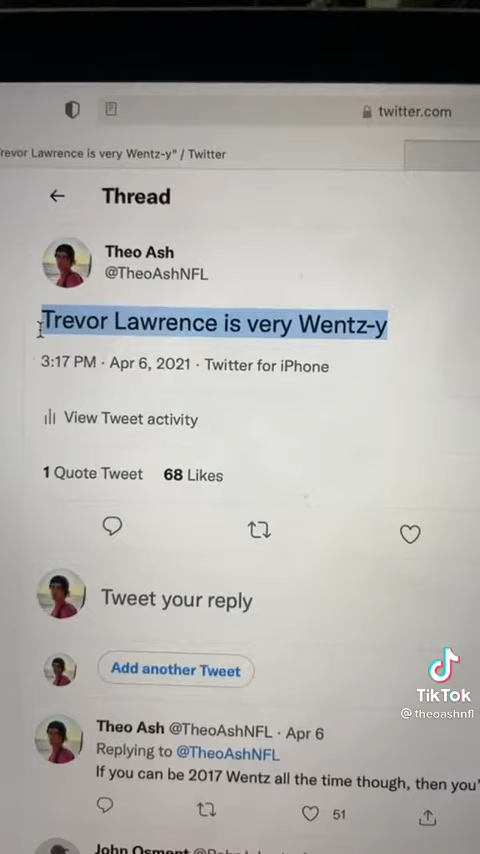 twitter.com
revor Lawrence is very Wentz-y" / Twitter
Thread
Theo Ash
@TheoAshNFL
Trevor Lawrence is very Wentz-y
3:17 PM · Apr 6, 2021 · Twitter for iPhone
View Tweet activity
1 Quote Tweet 68 Likes
Tweet your reply
Add another Tweet
TikTok
@theoashnfl
Theo Ash @TheoAshNFL · Apr 6
Replying to @TheoAshNFL
If you can be 2017 Wentz all the time though, then you'
51
John